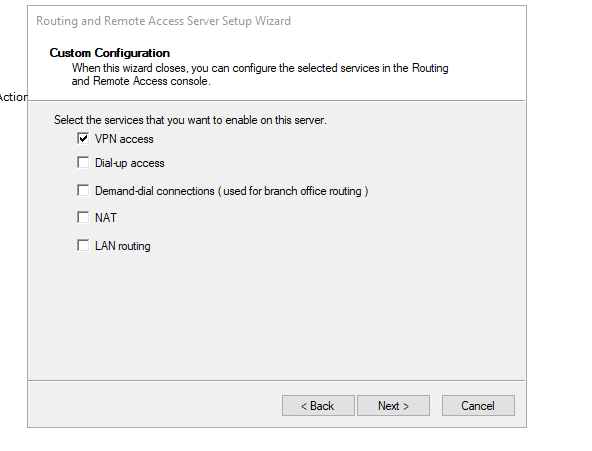 Routing and Remote Access Server Setup Wizard
Custom Configuration
When this wizard closes, you can configure the selected services in the Routing
and Remote Access console.
Action
Select the services that you want to enable on this server.
VPN access
Dial-up access
Demand-dial connections ( used for branch office routing )
NAT
LAN routing
< Back
Next >
Cancel